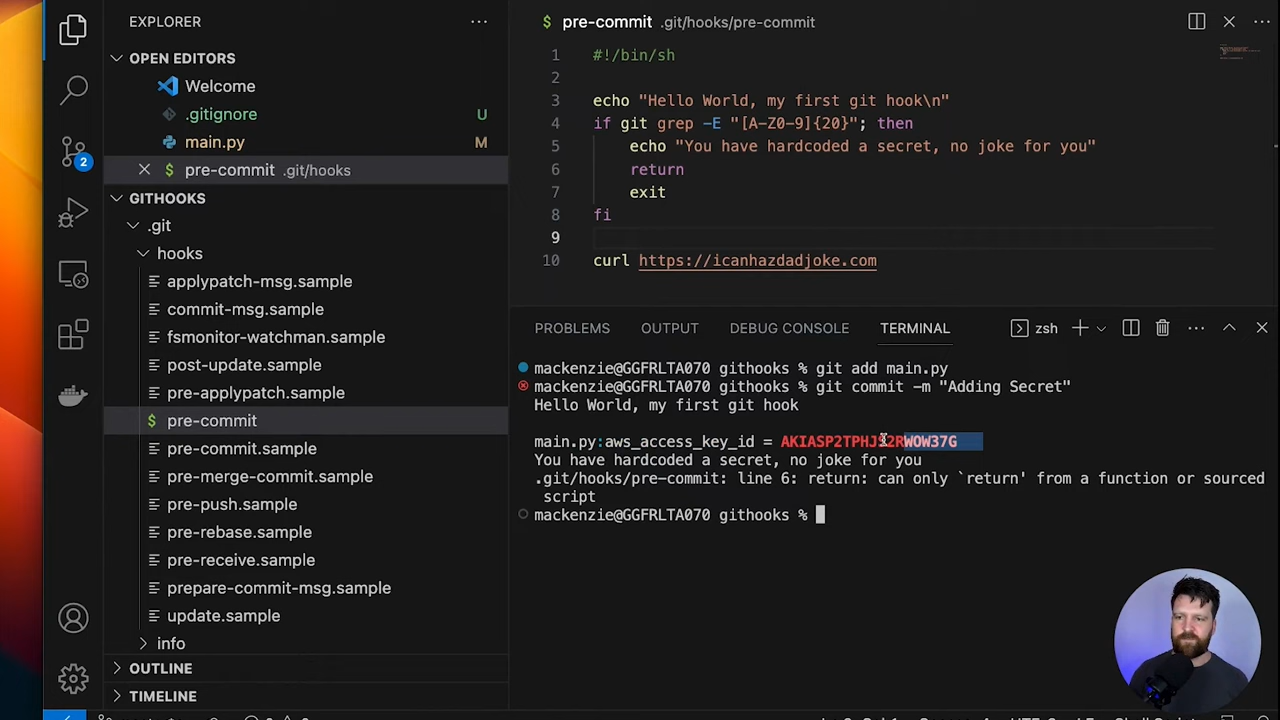 EXPLORER
OPEN EDITORS
Welcome
.gitignore U
main.py M
pre-commit .git/hooks
GITHOOKS
.git
hooks
applypatch-msg.sample
commit-msg.sample
fsmonitor-watchman.sample
post-update.sample
pre-applypatch.sample
$ pre-commit
pre-commit.sample
pre-merge-commit.sample
pre-push.sample
pre-rebase.sample
pre-receive.sample
prepare-commit-msg.sample
update.sample
info
OUTLINE
TIMELINE
2
$ pre-commit .git/hooks/pre-commit
1 #!/bin/sh
2
3 echo "Hello World, my first git hook\n"
4 if git grep -E "[A-Z0-9]{20}"; then
5 echo "You have hardcoded a secret, no joke for you"
6 return
7 exit
8 fi
9
10 curl https://icanhazdadjoke.com
PROBLEMS OUTPUT DEBUG CONSOLE TERMINAL zsh
mackenzie@GGFRLTA070 githooks % git add main.py
mackenzie@GGFRLTA070 githooks % git commit -m "Adding Secret"
Hello World, my first git hook
main.py:aws_access_key_id = AKIASP2TPHJS2RWOW37G
You have hardcoded a secret, no joke for you
.git/hooks/pre-commit: line 6: return: can only `return' from a function or sourced
script
mackenzie@GGFRLTA070 githooks %